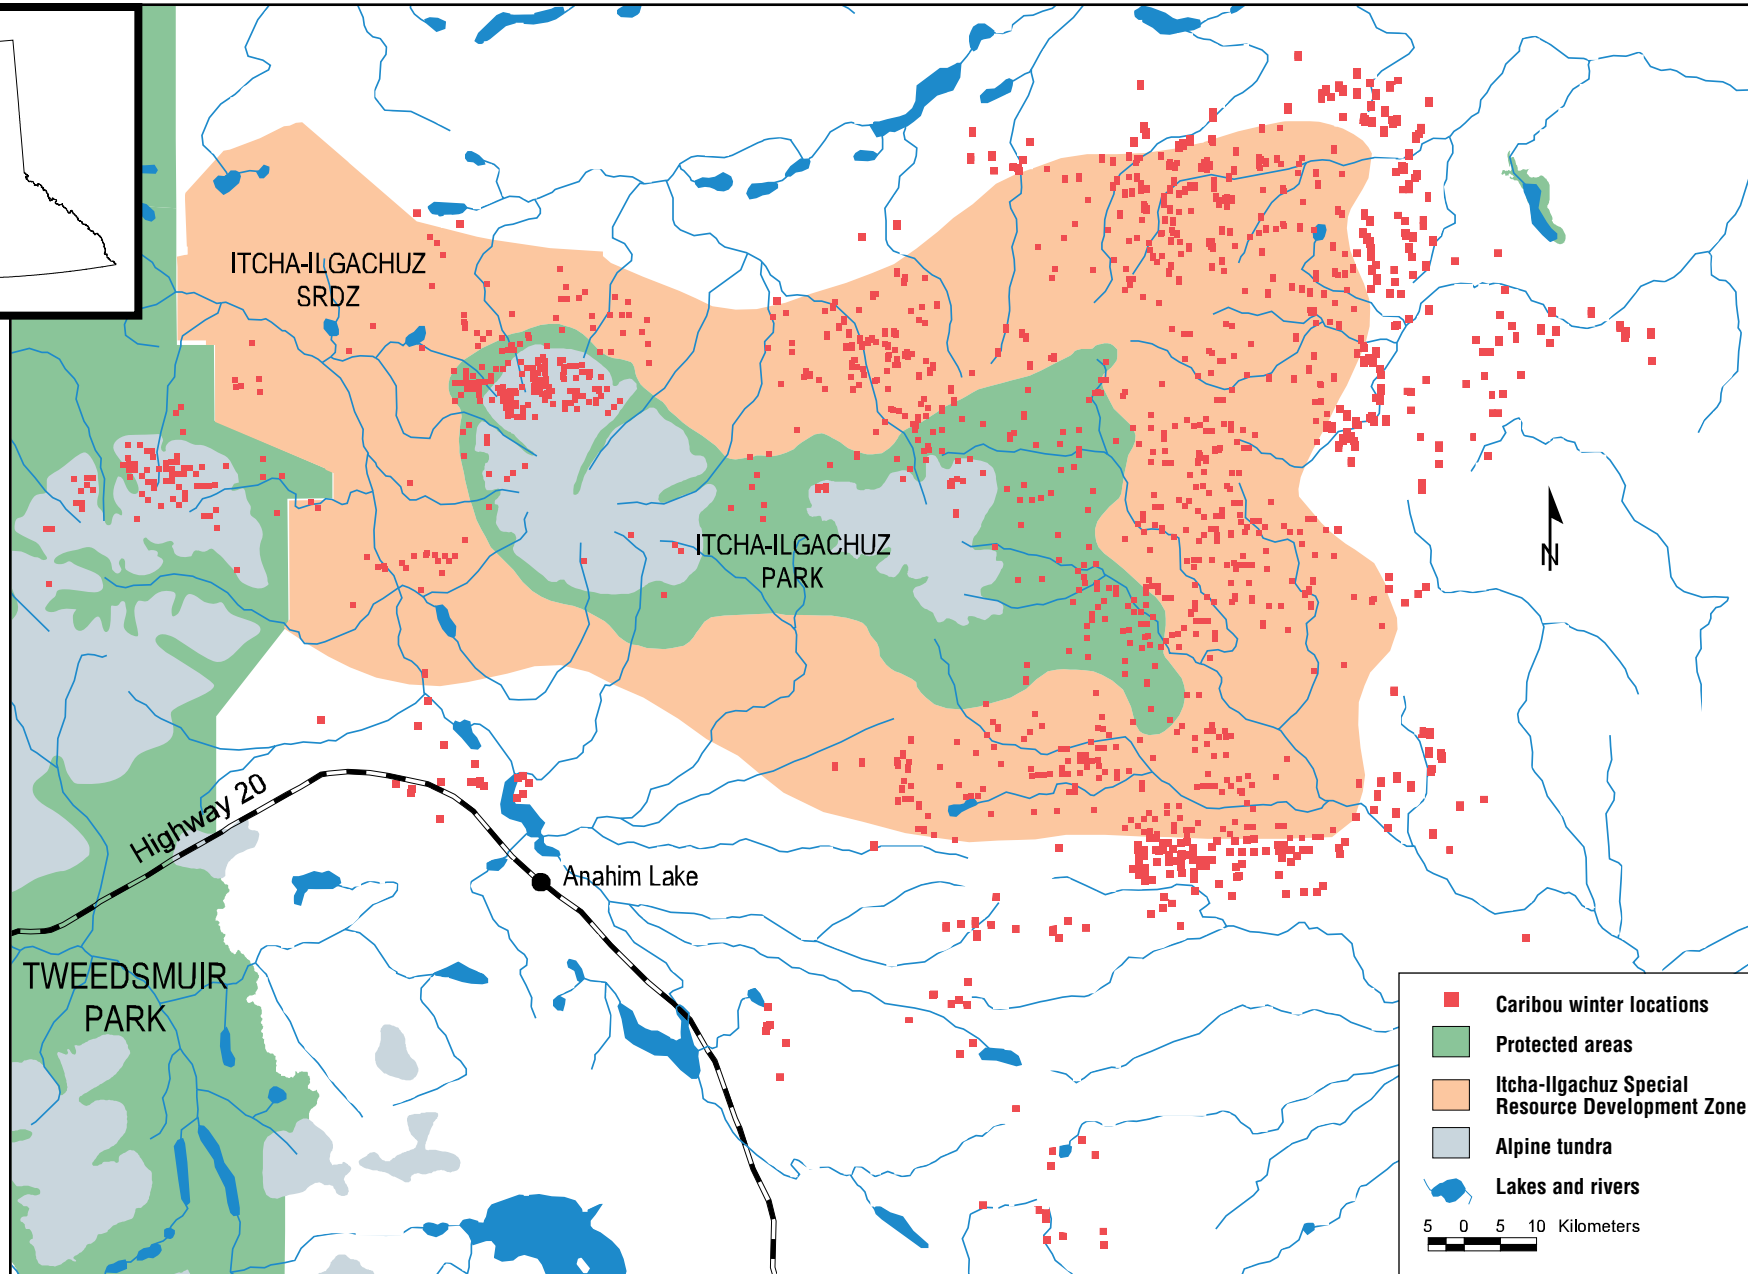 ITCHA-ILGACHUZ
SRDZ
ITCHA-ILGACHUZ
PARK
N
Highway 20
Anahim Lake
TWEEDSMUIR
PARK
Caribou winter locations
Protected areas
Itcha-Ilgachuz Special
Resource Development Zone
Alpine tundra
Lakes and rivers
5 0 5 10 Kilometers